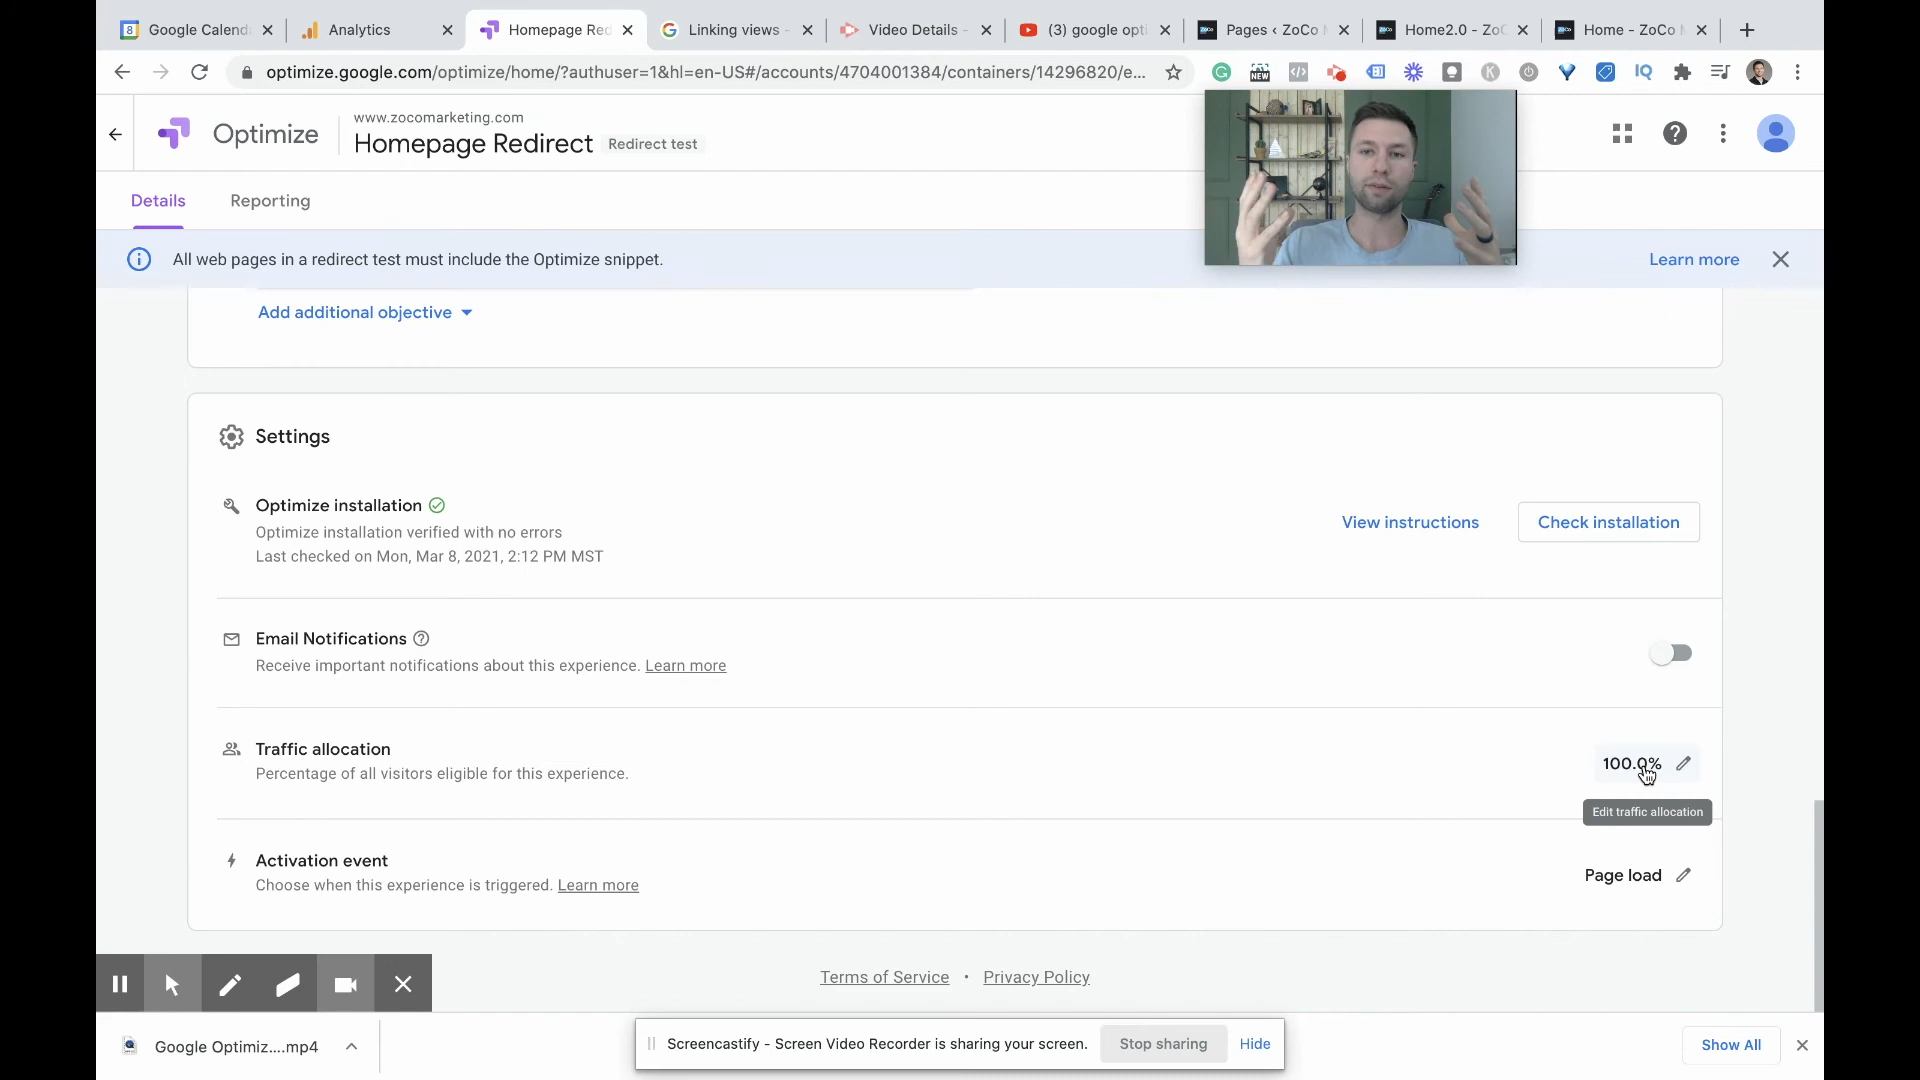 Google Calend
Analytics
Homepage Red
Linking views -
Video Details -
(3) google opti
Pages ‹ ZoCo M
Home2.0 - ZoC
Home - ZoCo M
optimize.google.com/optimize/home/?authuser=1&hl=en-US#/accounts/4704001384/containers/14296820/e...
NEW
IQ
K
Optimize
www.zocomarketing.com
Homepage Redirect
Redirect test
Details
Reporting
All web pages in a redirect test must include the Optimize snippet.
Learn more
Add additional objective
Settings
Optimize installation
Optimize installation verified with no errors
Last checked on Mon, Mar 8, 2021, 2:12 PM MST
View instructions
Check installation
Email Notifications
Receive important notifications about this experience. Learn more
Traffic allocation
Percentage of all visitors eligible for this experience.
100.0%
Edit traffic allocation
Activation event
Choose when this experience is triggered. Learn more
Page load
Terms of Service • Privacy Policy
Google Optimiz....mp4
Screencastify - Screen Video Recorder is sharing your screen.
Stop sharing
Hide
Show All